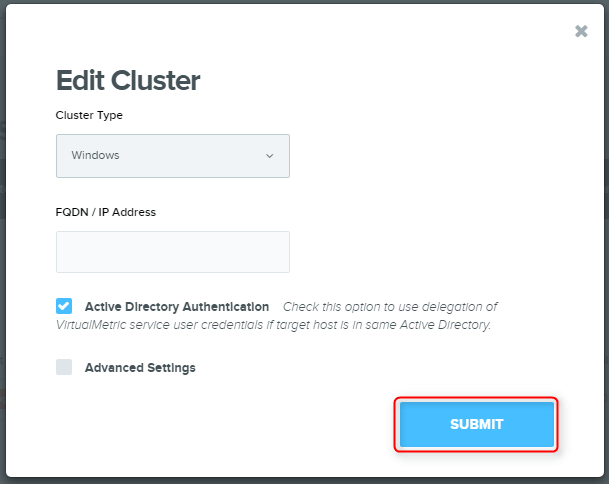 Edit Cluster
Cluster Type
Windows
FQDN / IP Address
Active Directory Authentication Check this option to use delegation of
VirtualMetric service user credentials if target host is in same Active Directory.
Advanced Settings
SUBMIT